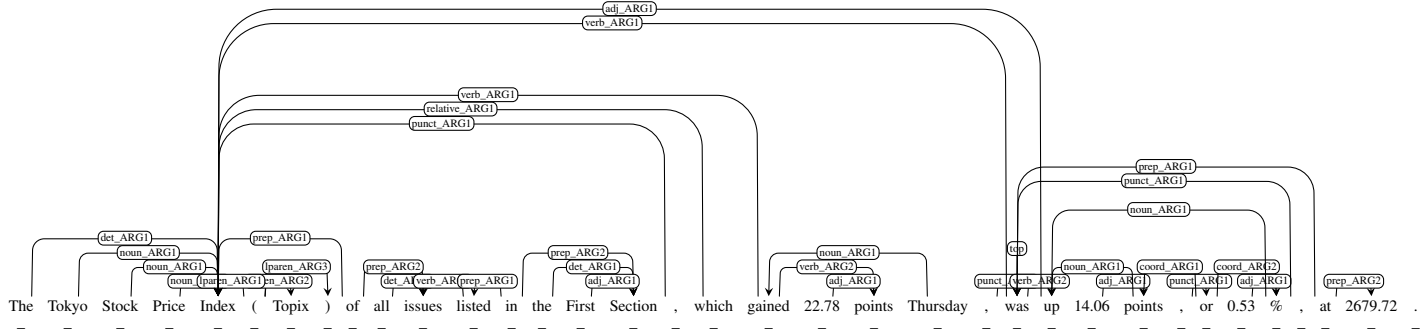 adj_ARG1
verb_ARG1
verb_ARG1
relative_ARG1
punct_ARG1
prep_ARG1
punct_ARG1
noun_ARG1
det_ARG1 prep_ARG1
top
noun_ARG1 prep_ARG2 noun_ARG1
noun_ARG1 lparen_ARG3 prep_ARG2 det_ARG1 verb_ARG2 noun_ARG1 coord_ARG1 coord_ARG2
lparen_ARG1 prep_ARG1 adj_ARG1 adj_ARG1 verb_ARG2 adj_ARG1 prep_ARG2
The Tokyo Stock Price Index ( Topix ) of all issues listed in the First Section , which gained 22.78 points Thursday , was up 14.06 points , or 0.53 % , at 2679.72 .
_ _ _ _ _ _ _ _ _ _ _ _ _ _ _ _ _ _ _ _ _ _ _ _ _ _ _ _ _ _ _ _ _ _ _